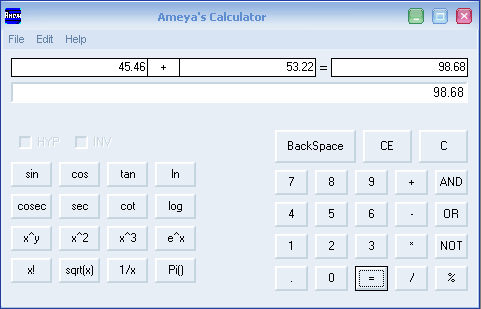 Ameya's Calculator
File Edit Help
45.46 + 53.22 = 98.68
98.68
HYP INV
BackSpace CE C
sin cos tan ln
7 8 9 + AND
cosec sec cot log
4 5 6 - OR
x^y x^2 x^3 e^x
1 2 3 * NOT
x! sqrt(x) 1/x Pi()
. 0 = / %